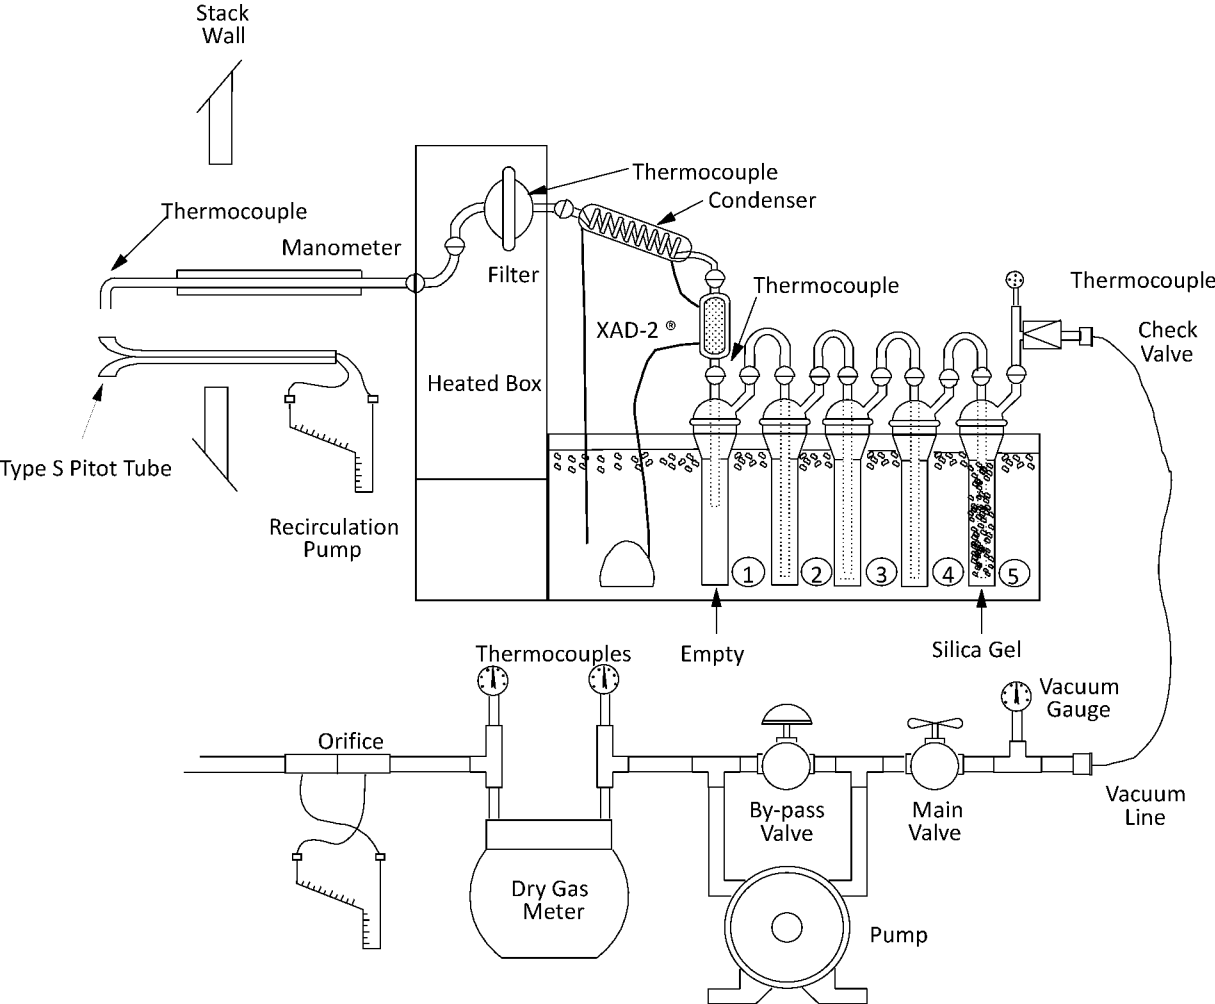 Stack
Wall
Thermocouple
Condenser
Thermocouple
Manometer
Filter
Thermocouple
Thermocouple
XAD-2 ®
Check
Valve
Heated Box
Type S Pitot Tube
Recirculation
Pump
1
2
3
4
5
Thermocouples
Empty
Silica Gel
Vacuum
Gauge
Orifice
By-pass
Valve
Main
Valve
Vacuum
Line
Dry Gas
Meter
Pump